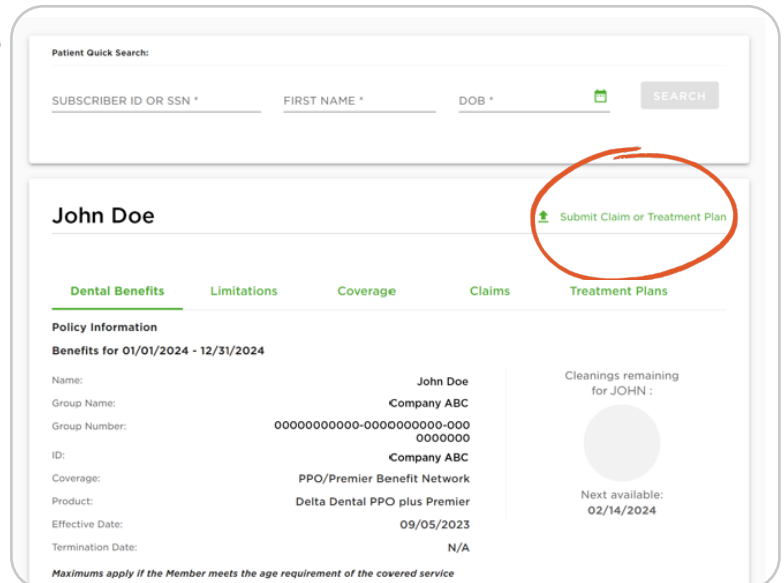 Patient Quick Search:
SUBSCRIBER ID OR SSN * FIRST NAME * DOB * SEARCH
John Doe Submit Claim or Treatment Plan
Dental Benefits Limitations Coverage Claims Treatment Plans
Policy Information
Benefits for 01/01/2024 - 12/31/2024
Name: John Doe
Group Name: Company ABC
Group Number: 00000000000-0000000000-000
0000000
ID: Company ABC
Coverage: PPO/Premier Benefit Network
Product: Delta Dental PPO plus Premier
Effective Date: 09/05/2023
Termination Date: N/A
Cleanings remaining
for JOHN :
Next available:
02/14/2024
Maximums apply if the Member meets the age requirement of the covered service